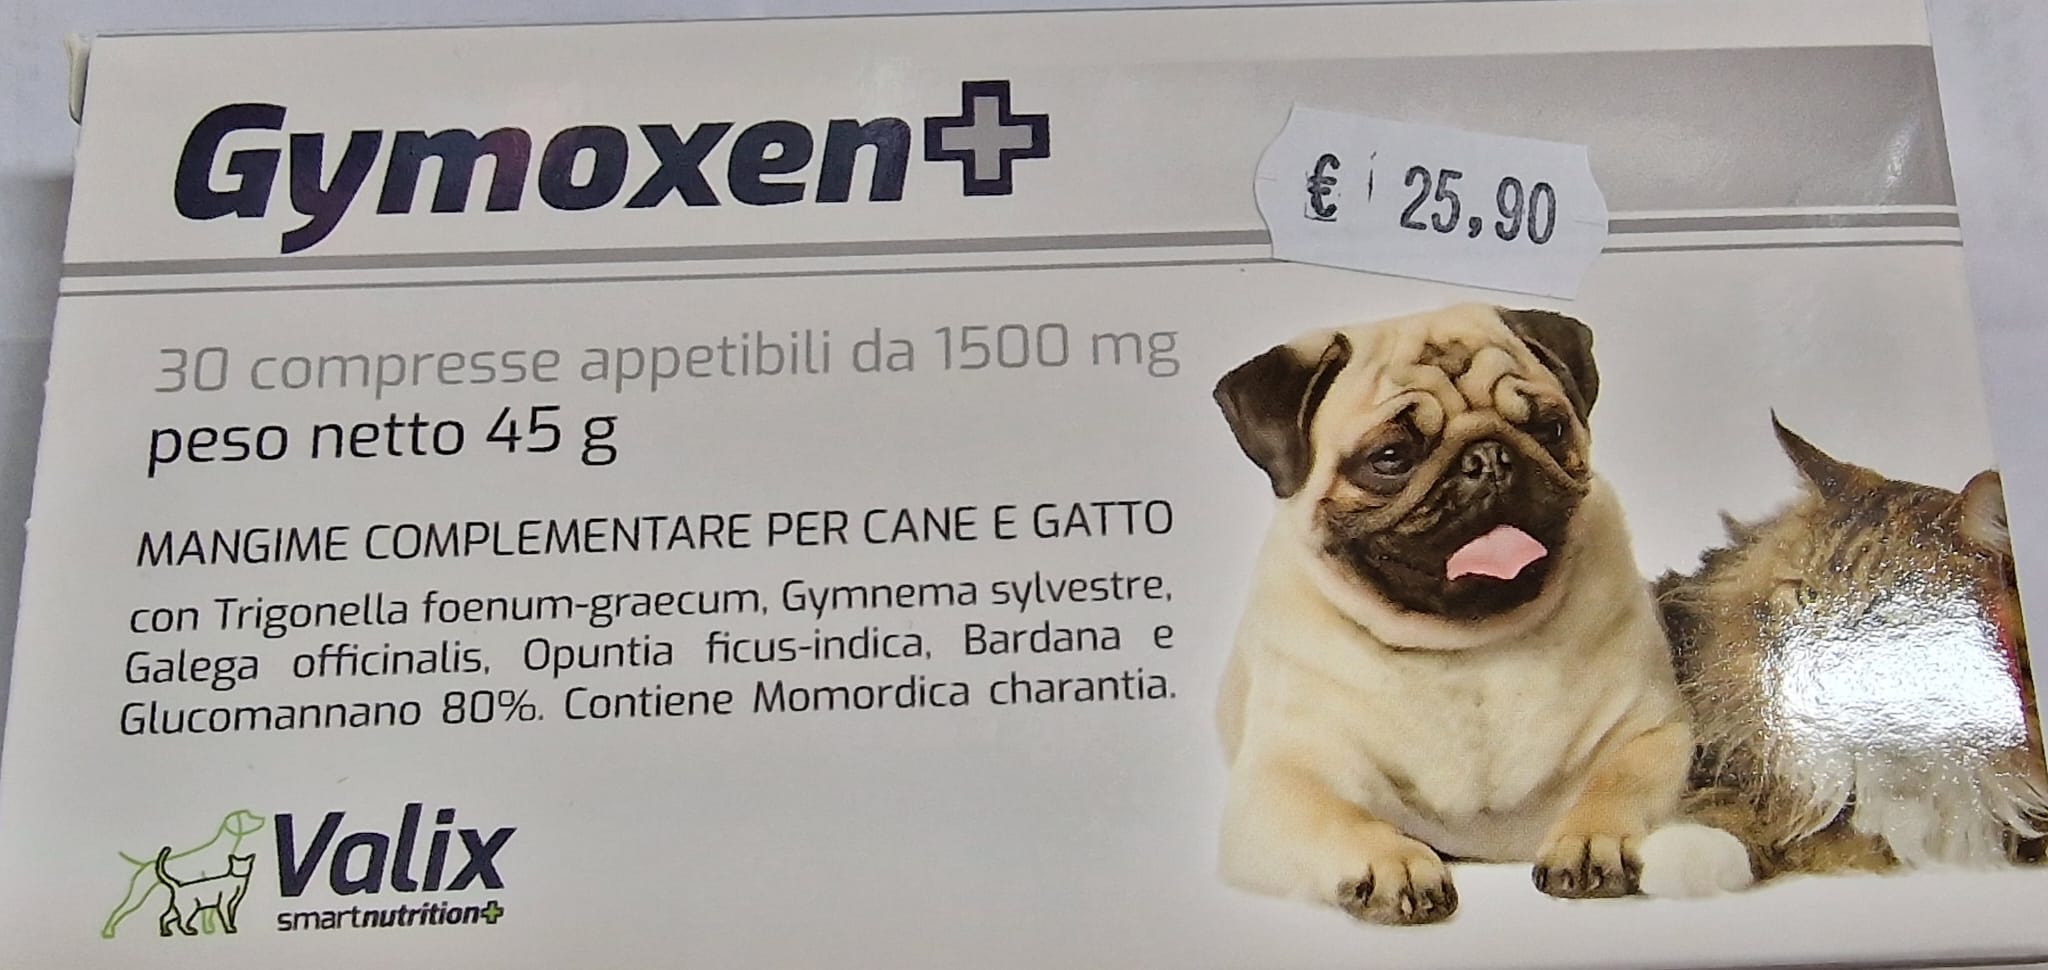 Gymoxen+
€ 25,90
30 compresse appetibili da 1500 mg
peso netto 45 g
MANGIME COMPLEMENTARE PER CANE E GATTO
con Trigonella foenum-graecum, Gymnema sylvestre,
Galega officinalis, Opuntia ficus-indica, Bardana e
Glucomannano 80%. Contiene Momordica charantia.
Valix
smartnutrition+